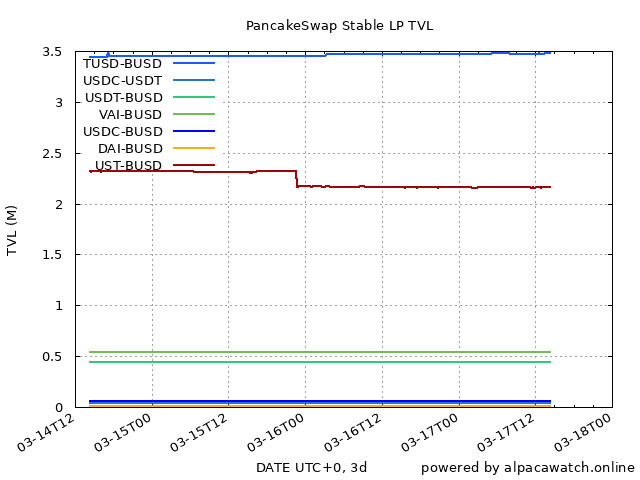 PancakeSwap Stable LP TVL
3.5
3
2.5
2
1.5
1
0.5
0
TVL (M)
TUSD-BUSD
USDC-USDT
USDT-BUSD
VAI-BUSD
USDC-BUSD
DAI-BUSD
UST-BUSD
03-14T12
03-15T00
03-15T12
03-16T00
03-16T12
03-17T00
03-17T12
03-18T00
DATE UTC+0, 3d
powered by alpacawatch.online